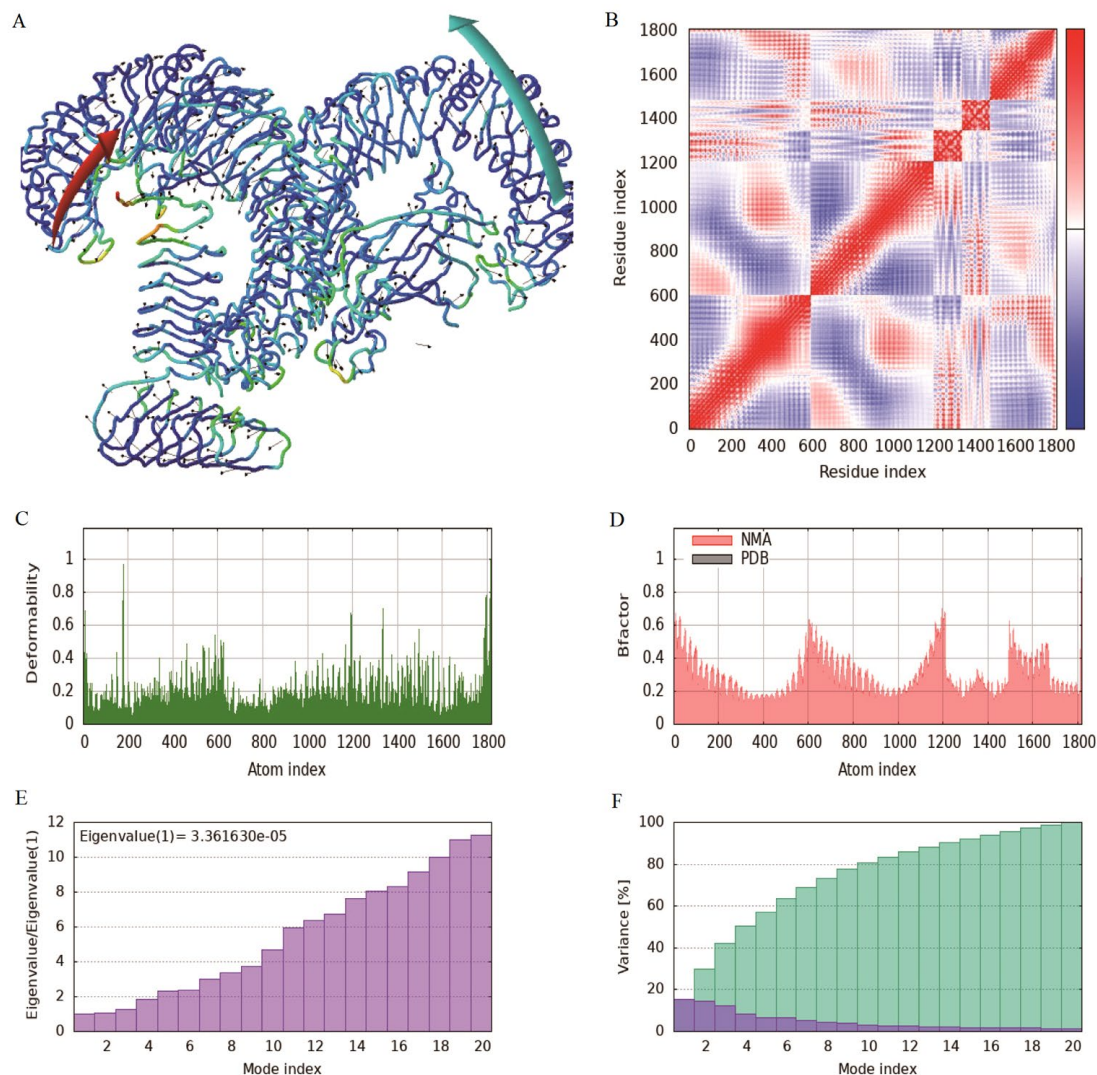 A
B
1800
1600
1400
1200
1000
800
600
400
200
0
Residue index
0 200 400 600 800 1000 1200 1400 1600 1800
Residue index
C
1
0.8
0.6
0.4
0.2
0
Deformability
0 200 400 600 800 1000 1200 1400 1600 1800
Atom index
D
NMA
PDB
1
0.8
0.6
0.4
0.2
0
Bfactor
0 200 400 600 800 1000 1200 1400 1600 1800
Atom index
E
Eigenvalue(1)= 3.361630e-05
12
10
8
6
4
2
0
Eigenvalue/Eigenvalue(1)
2 4 6 8 10 12 14 16 18 20
Mode index
F
100
80
60
40
20
0
Variance [%]
2 4 6 8 10 12 14 16 18 20
Mode index